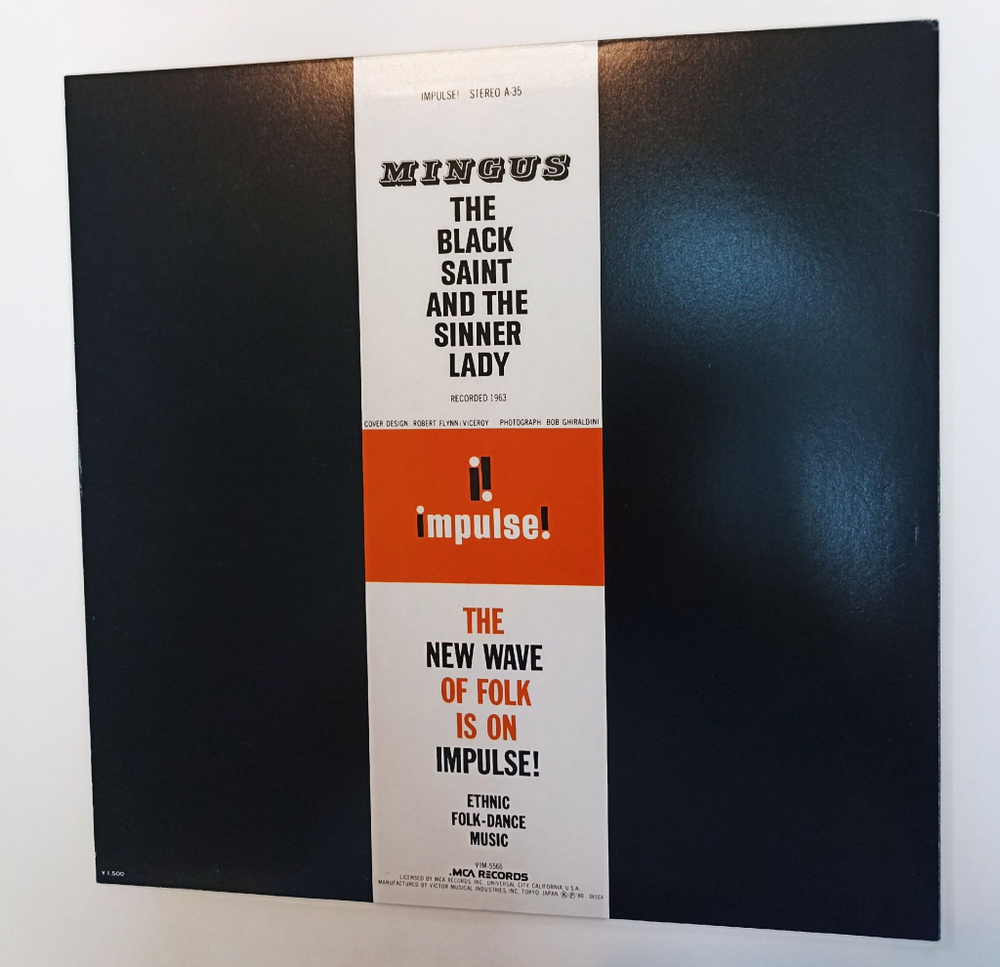 IMPULSE! STEREO A-35
MINGUS
THE
BLACK
SAINT
AND THE
SINNER
LADY
RECORDED 1963
COVER DESIGN ROBERT FLYNN/VICEROY PHOTOGRAPH BOB GHIRALDINI
i!
impulse!
THE
NEW WAVE
OF FOLK
IS ON
IMPULSE!
ETHNIC
FOLK-DANCE
MUSIC
VIM-5566
MCA RECORDS
LICENSED BY MCA RECORDS, INC., UNIVERSAL CITY, CALIFORNIA, U.S.A.
MANUFACTURED BY VICTOR MUSICAL INDUSTRIES, INC. TOKYO, JAPAN Ⓚ Ⓟ '80 DECCA
¥1,500